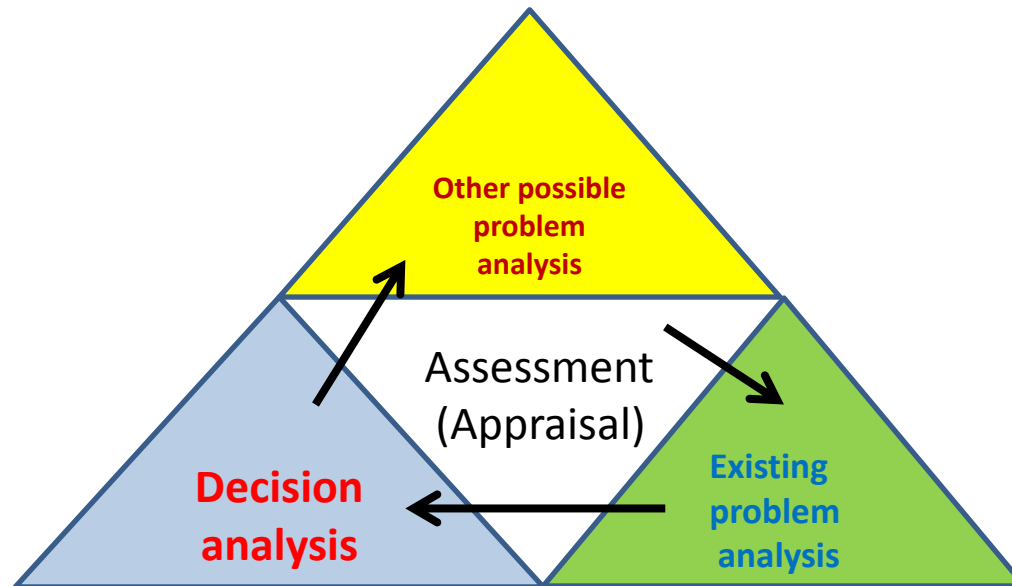 Other possible
problem
analysis
Assessment
(Appraisal)
Decision
analysis
Existing
problem
analysis